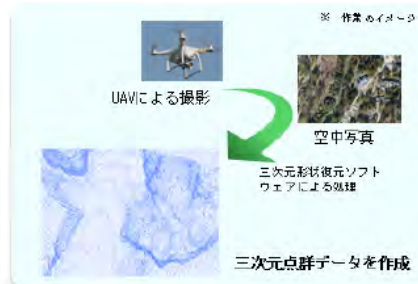 ※ 作業のイメージ
UAVによる撮影
空中写真
三次元形状復元ソフト
ウェアによる処理
三次元点群データを作成